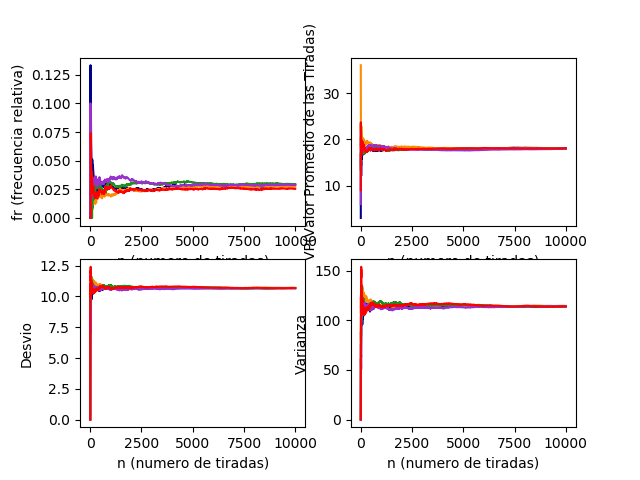 fr (frecuencia relativa)
0.125
0.100
0.075
0.050
0.025
0.000
0 2500 5000 7500 10000
n (numero de tiradas)
VP (Valor Promedio de las Tiradas)
30
20
10
0 2500 5000 7500 10000
n (numero de tiradas)
Desvio
12.5
10.0
7.5
5.0
2.5
0.0
0 2500 5000 7500 10000
n (numero de tiradas)
Varianza
150
100
50
0
0 2500 5000 7500 10000
n (numero de tiradas)